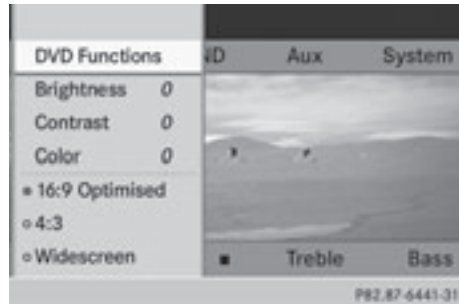 DVD Functions
ND Aux System
Brightness 0
Contrast 0
Color 0
16:9 Optimised
4:3
Widescreen
Treble Bass
P82.87-6441-31